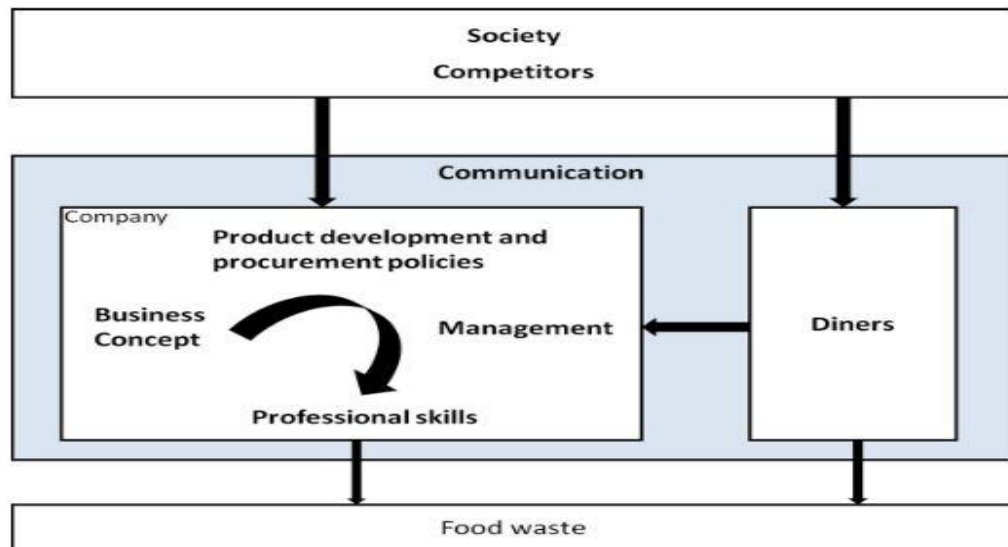 Society
Competitors
Communication
Company
Product development and
procurement policies
Business
Concept
Management
Professional skills
Diners
Food waste